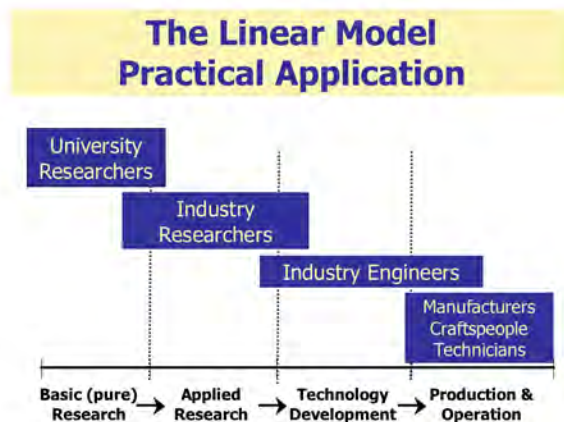 The Linear Model
Practical Application
University
Researchers
Industry
Researchers
Industry Engineers
Manufacturers
Craftspeople
Technicians
Basic (pure) → Applied → Technology → Production &
Research Research Development Operation